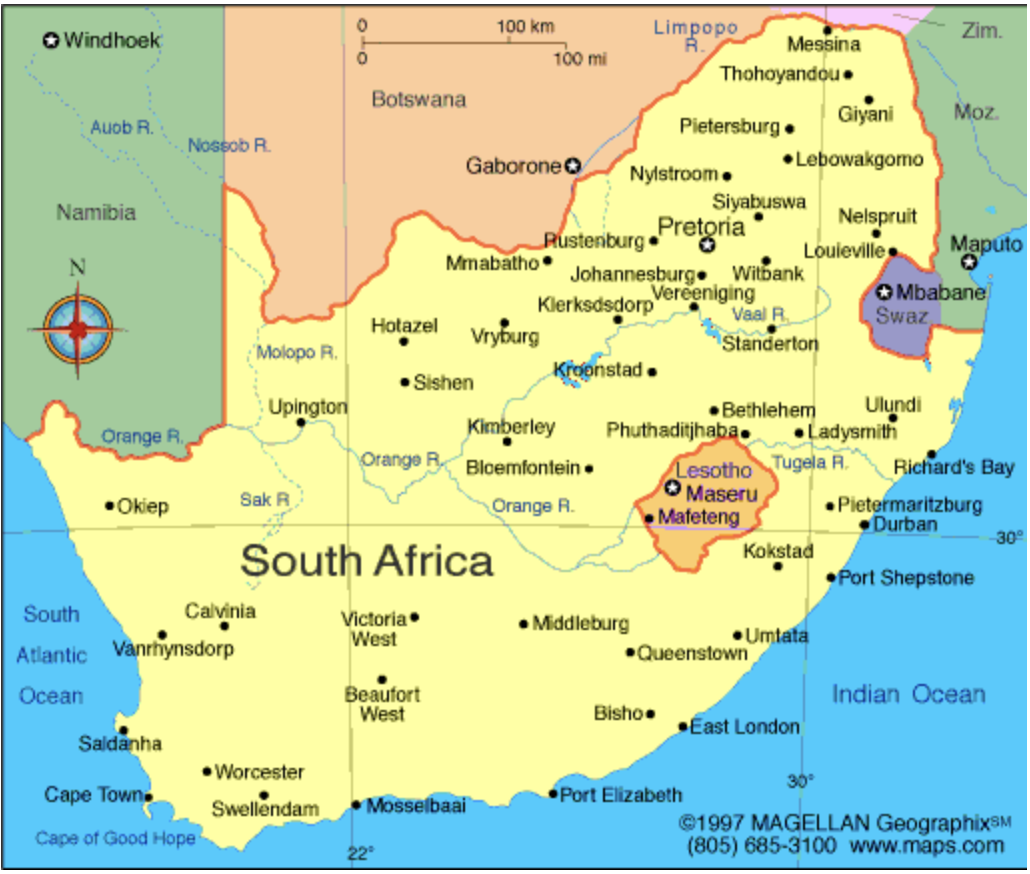 Windhoek
0
100 km
0
100 mi
Limpopo
R.
Messina
Zim.
Botswana
Thohoyandou
Auob R.
Giyani
Moz.
Nossob R.
Pietersburg
Gaborone
Lebowakgomo
Nylstroom
Siyabuswa
Namibia
Nelspruit
Pretoria
Rustenburg
Louieville
Maputo
N
Mmabatho
Johannesburg
Witbank
Mbabane
Vereeniging
Klerksdsdorp
Vaal R.
Swaz
Hotazel
Vryburg
Standerton
Molopo R.
Kroonstad
Sishen
Upington
Bethlehem
Ulundi
Kimberley
Phuthaditjhaba
Ladysmith
Orange R.
Orange R.
Bloemfontein
Lesotho
Tugela R.
Richard's Bay
Sak R
Maseru
Okiep
Orange R.
Mafeteng
Pietermaritzburg
Durban
30°
South Africa
Kokstad
Port Shepstone
South
Atlantic
Ocean
Calvinia
Vanrhynsdorp
Victoria
West
Middleburg
Umtata
Queenstown
Beaufort
West
Indian Ocean
Bisho
East London
Saldanha
Worcester
30°
Cape Town
Swellendam
Mosselbaai
Port Elizabeth
Cape of Good Hope
22°
©1997 MAGELLAN Geographix℠
(805) 685-3100 www.maps.com